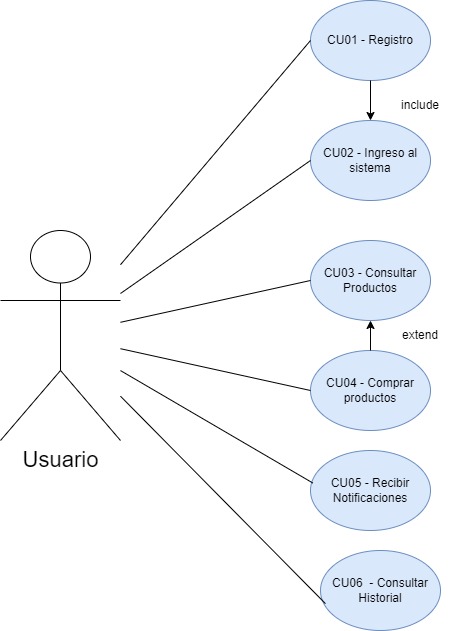 CU01 - Registro
include
CU02 - Ingreso al
sistema
CU03 - Consultar
Productos
extend
CU04 - Comprar
productos
Usuario
CU05 - Recibir
Notificaciones
CU06  - Consultar
Historial